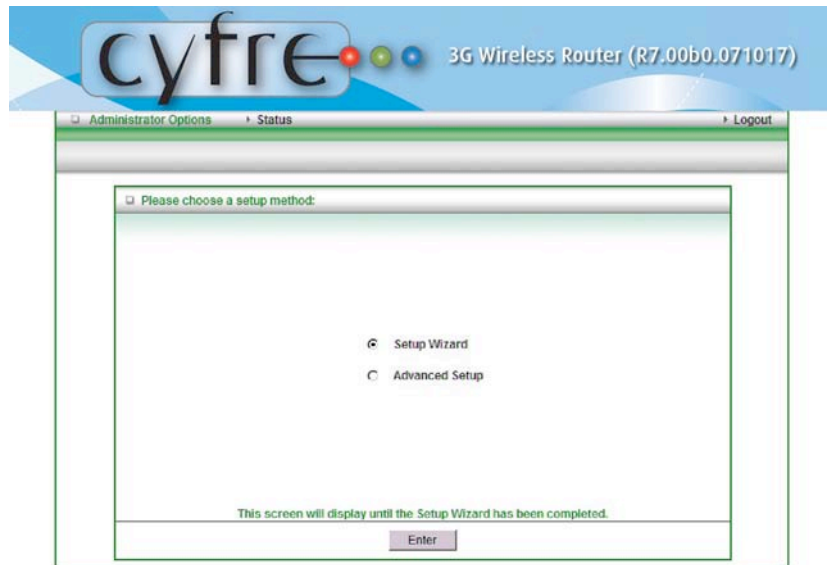 cyfre
3G Wireless Router (R7.00b0.071017)
Administrator Options Status Logout
Please choose a setup method:
Setup Wizard
Advanced Setup
This screen will display until the Setup Wizard has been completed.
Enter